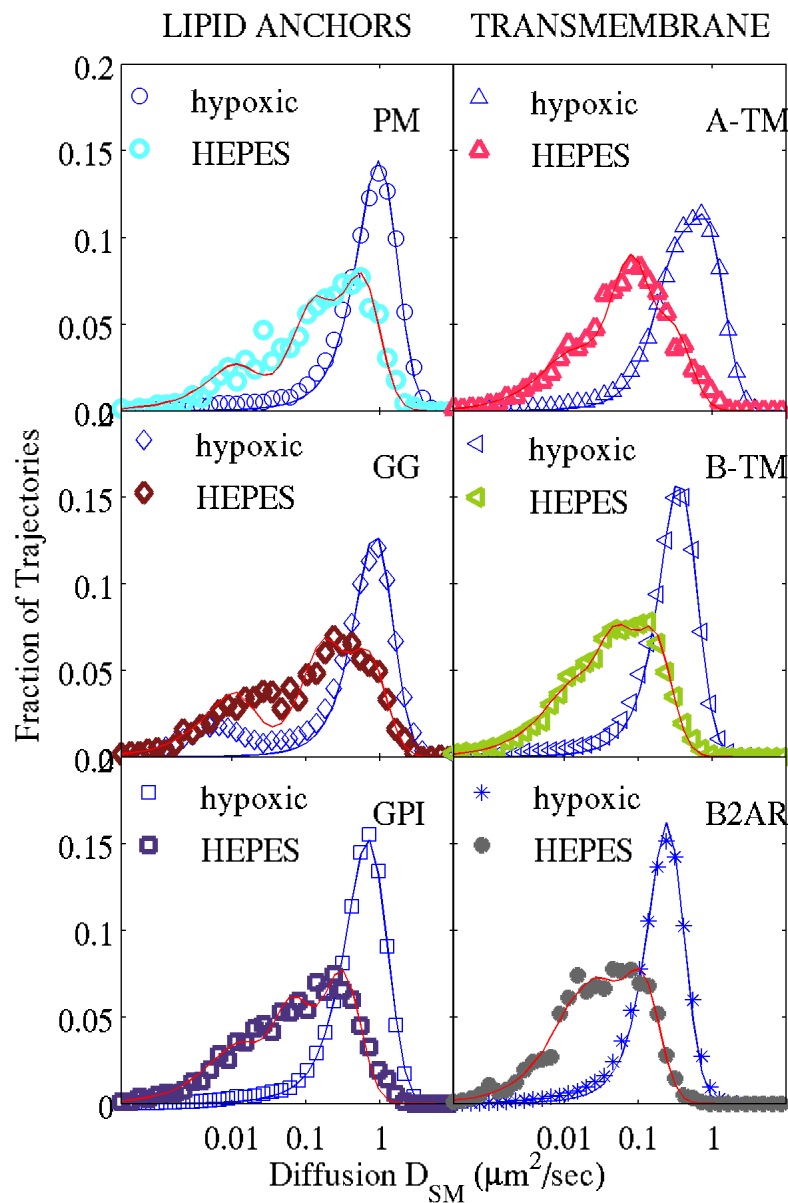 LIPID ANCHORS TRANSMEMBRANE
0.2
hypoxic
PM
HEPES
0.15
0.1
0.05
hypoxic
A-TM
HEPES
0.2
0
hypoxic
GG
HEPES
0.15
0.1
0.05
hypoxic
B-TM
HEPES
0.2
0
hypoxic
GPI
HEPES
0.15
0.1
0.05
0
hypoxic
B2AR
HEPES
Fraction of Trajectories
0.01 0.1 1 0.01 0.1 1
Diffusion D_SM (μm²/sec)